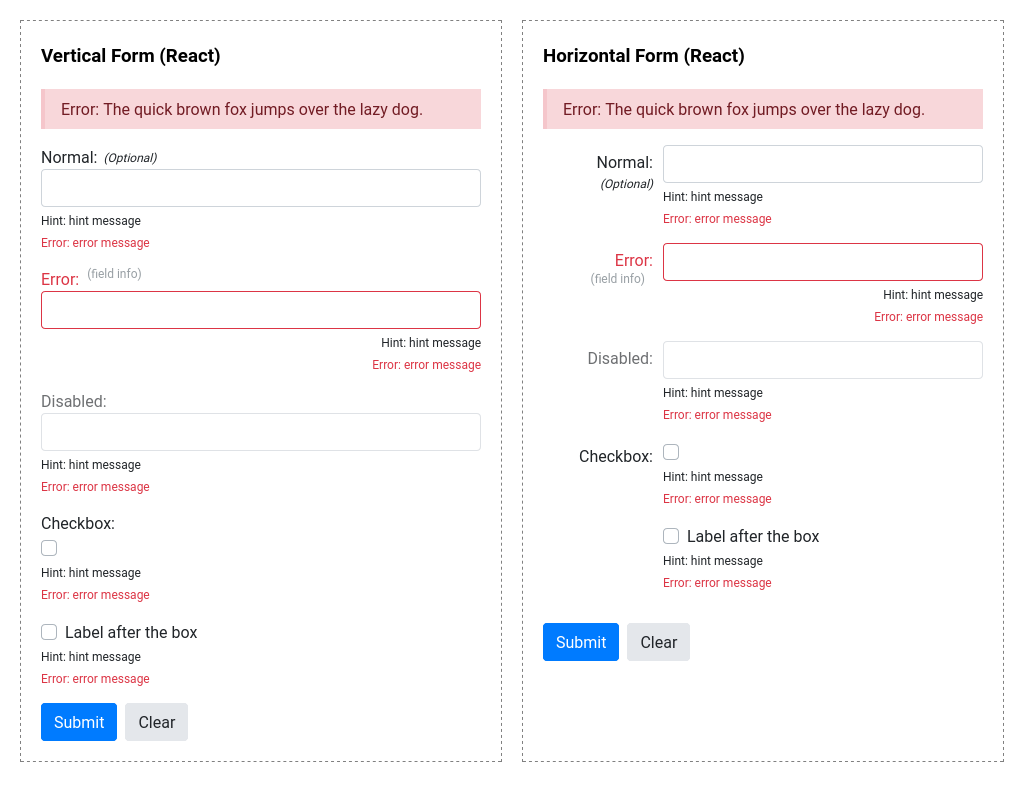 Vertical Form (React)
Error: The quick brown fox jumps over the lazy dog.
Normal: (Optional)
Hint: hint message
Error: error message
Error: (field info)
Hint: hint message
Error: error message
Disabled:
Hint: hint message
Error: error message
Checkbox:
Hint: hint message
Error: error message
Label after the box
Hint: hint message
Error: error message
Submit Clear
Horizontal Form (React)
Error: The quick brown fox jumps over the lazy dog.
Normal:
(Optional)
Hint: hint message
Error: error message
Error:
(field info)
Hint: hint message
Error: error message
Disabled:
Hint: hint message
Error: error message
Checkbox:
Hint: hint message
Error: error message
Label after the box
Hint: hint message
Error: error message
Submit Clear